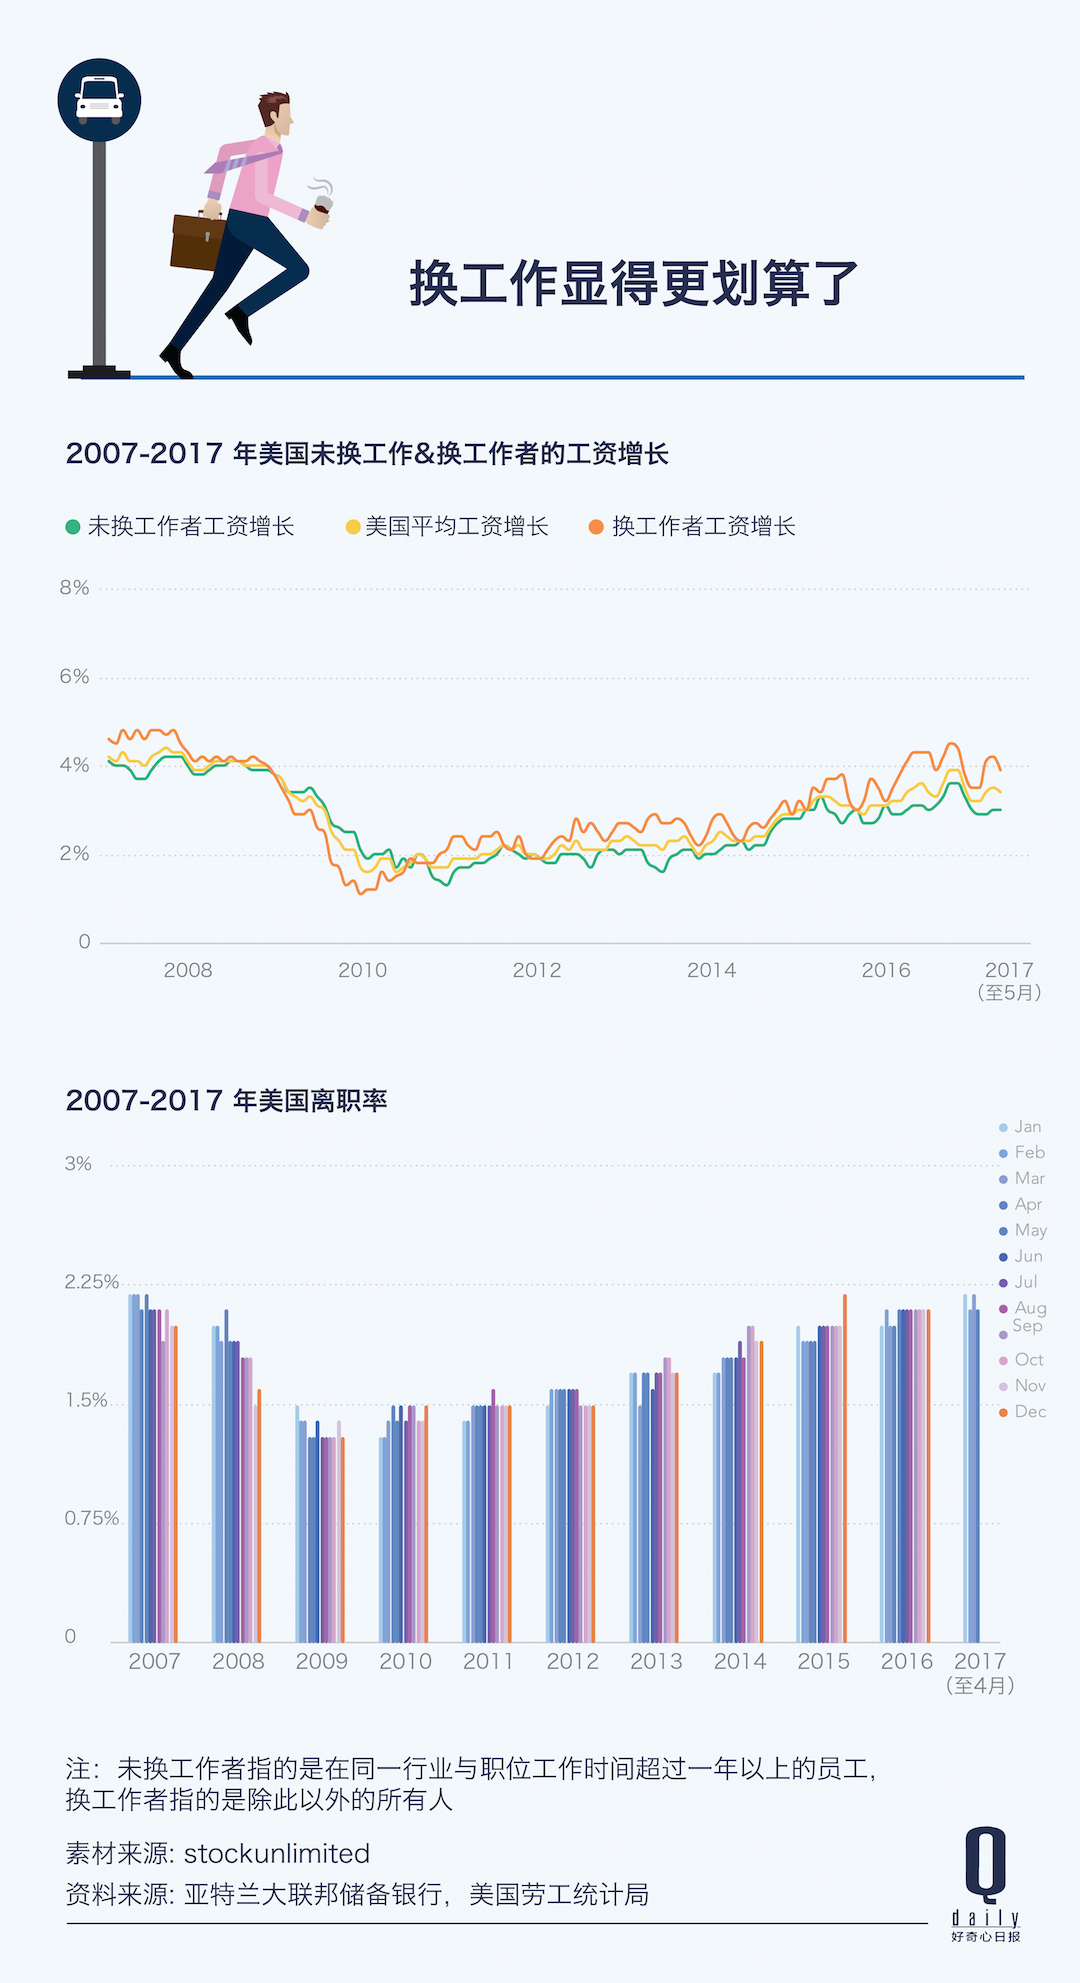 换工作显得更划算了
2007-2017 年美国未换工作&换工作者的工资增长
未换工作者工资增长 美国平均工资增长 换工作者工资增长
8%
6%
4%
2%
0
2008 2010 2012 2014 2016 2017
（至5月）
2007-2017 年美国离职率
Jan
Feb
Mar
Apr
May
Jun
Jul
Aug
Sep
Oct
Nov
Dec
3%
2.25%
1.5%
0.75%
0
2007 2008 2009 2010 2011 2012 2013 2014 2015 2016 2017
（至4月）
注：未换工作者指的是在同一行业与职位工作时间超过一年以上的员工，
换工作者指的是除此以外的所有人
素材来源: stockunlimited
资料来源: 亚特兰大联邦储备银行，美国劳工统计局
Q
daily
好奇心日报